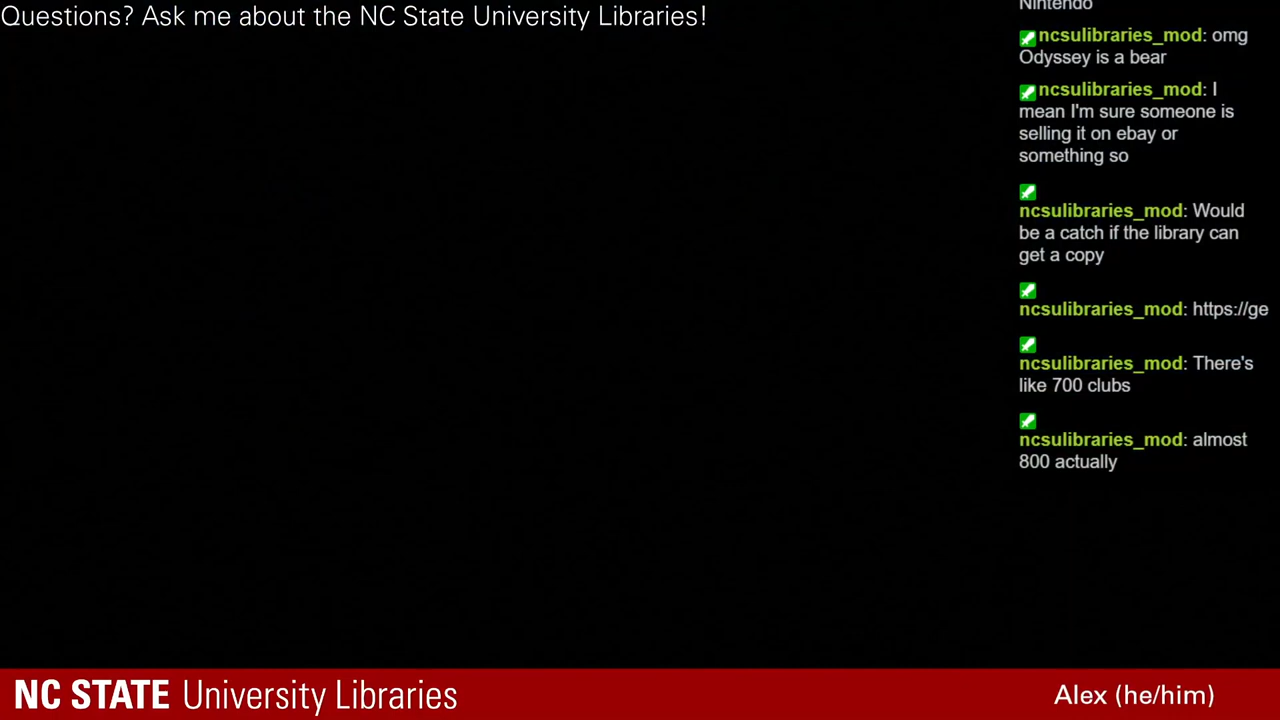 Questions? Ask me about the NC State University Libraries!
Nintendo
ncsulibraries_mod: omg
Odyssey is a bear
ncsulibraries_mod: I
mean I'm sure someone is
selling it on ebay or
something so
ncsulibraries_mod: Would
be a catch if the library can
get a copy
ncsulibraries_mod: https://ge
ncsulibraries_mod: There's
like 700 clubs
ncsulibraries_mod: almost
800 actually
NC STATE University Libraries
Alex (he/him)